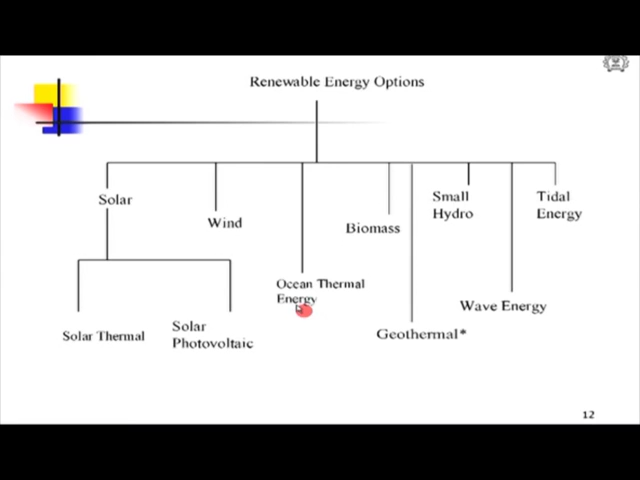 Renewable Energy Options
Solar
Wind
Ocean Thermal
Energy
Biomass
Geothermal*
Small
Hydro
Wave Energy
Tidal
Energy
Solar Thermal
Solar
Photovoltaic
12